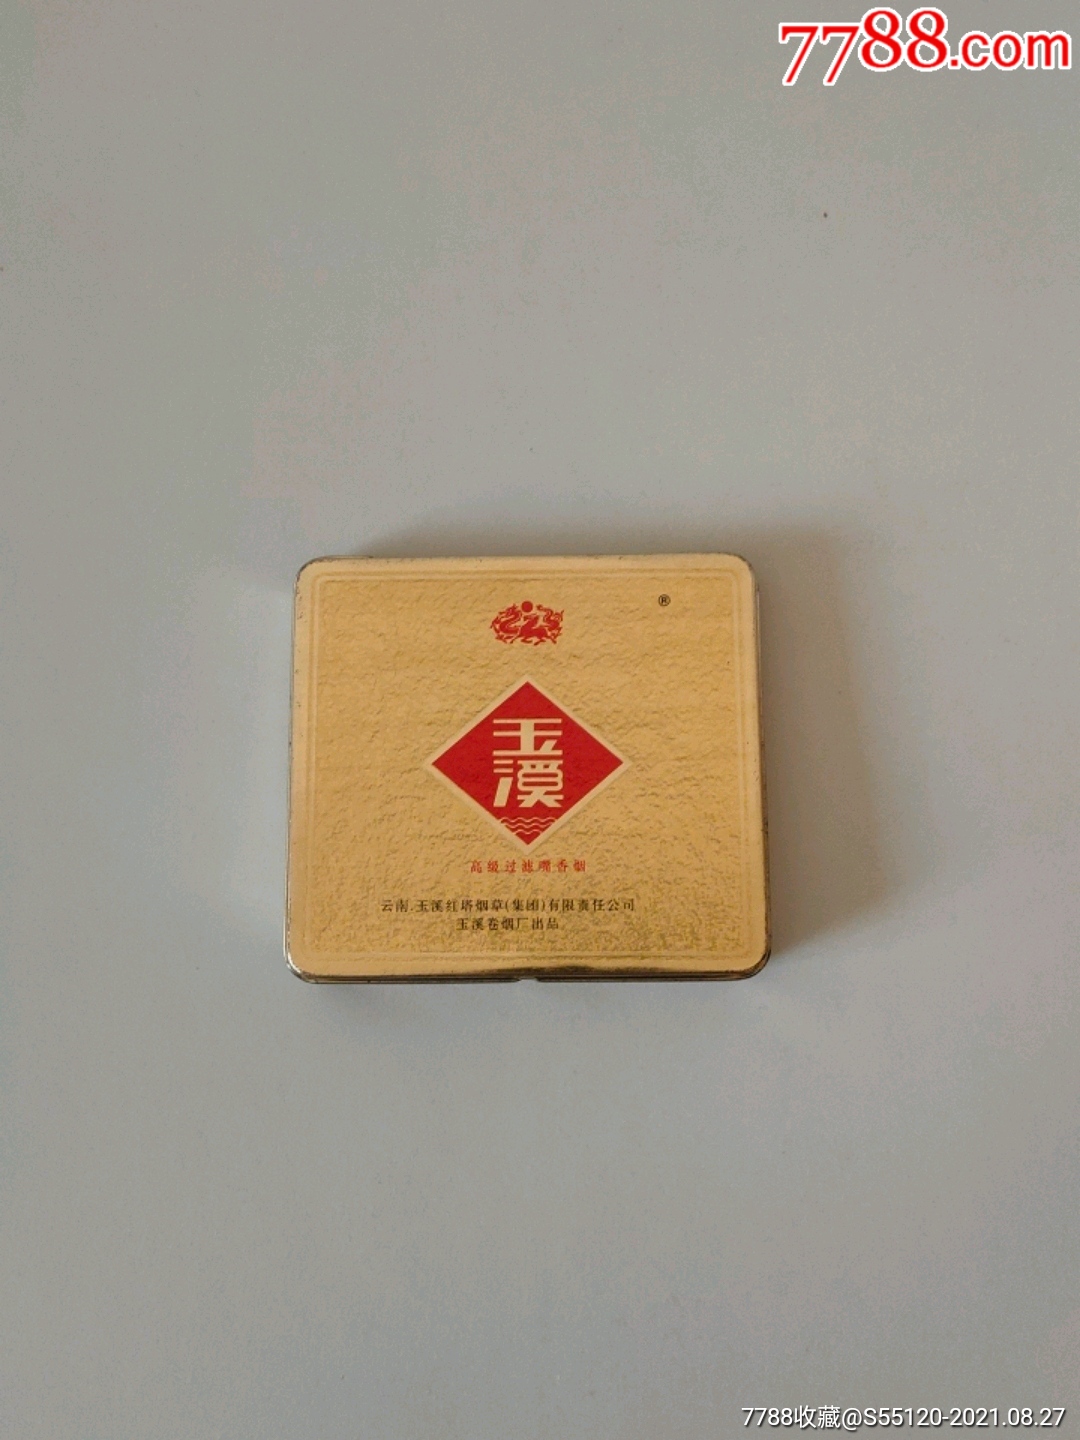 7788.com
®
玉
溪
高级过滤嘴香烟
云南.玉溪红塔烟草(集团)有限责任公司
玉溪卷烟厂出品
7788收藏@S55120-2021.08.27